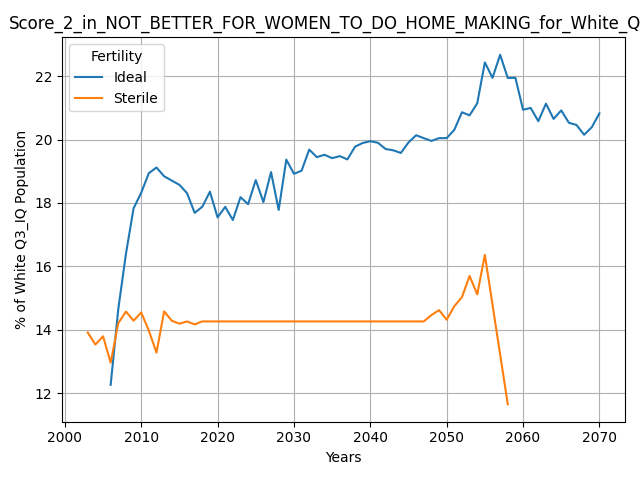 Score_2_in_NOT_BETTER_FOR_WOMEN_TO_DO_HOME_MAKING_for_White_Q
Fertility
Ideal
Sterile
% of White Q3_IQ Population
22
20
18
16
14
12
2000 2010 2020 2030 2040 2050 2060 2070
Years